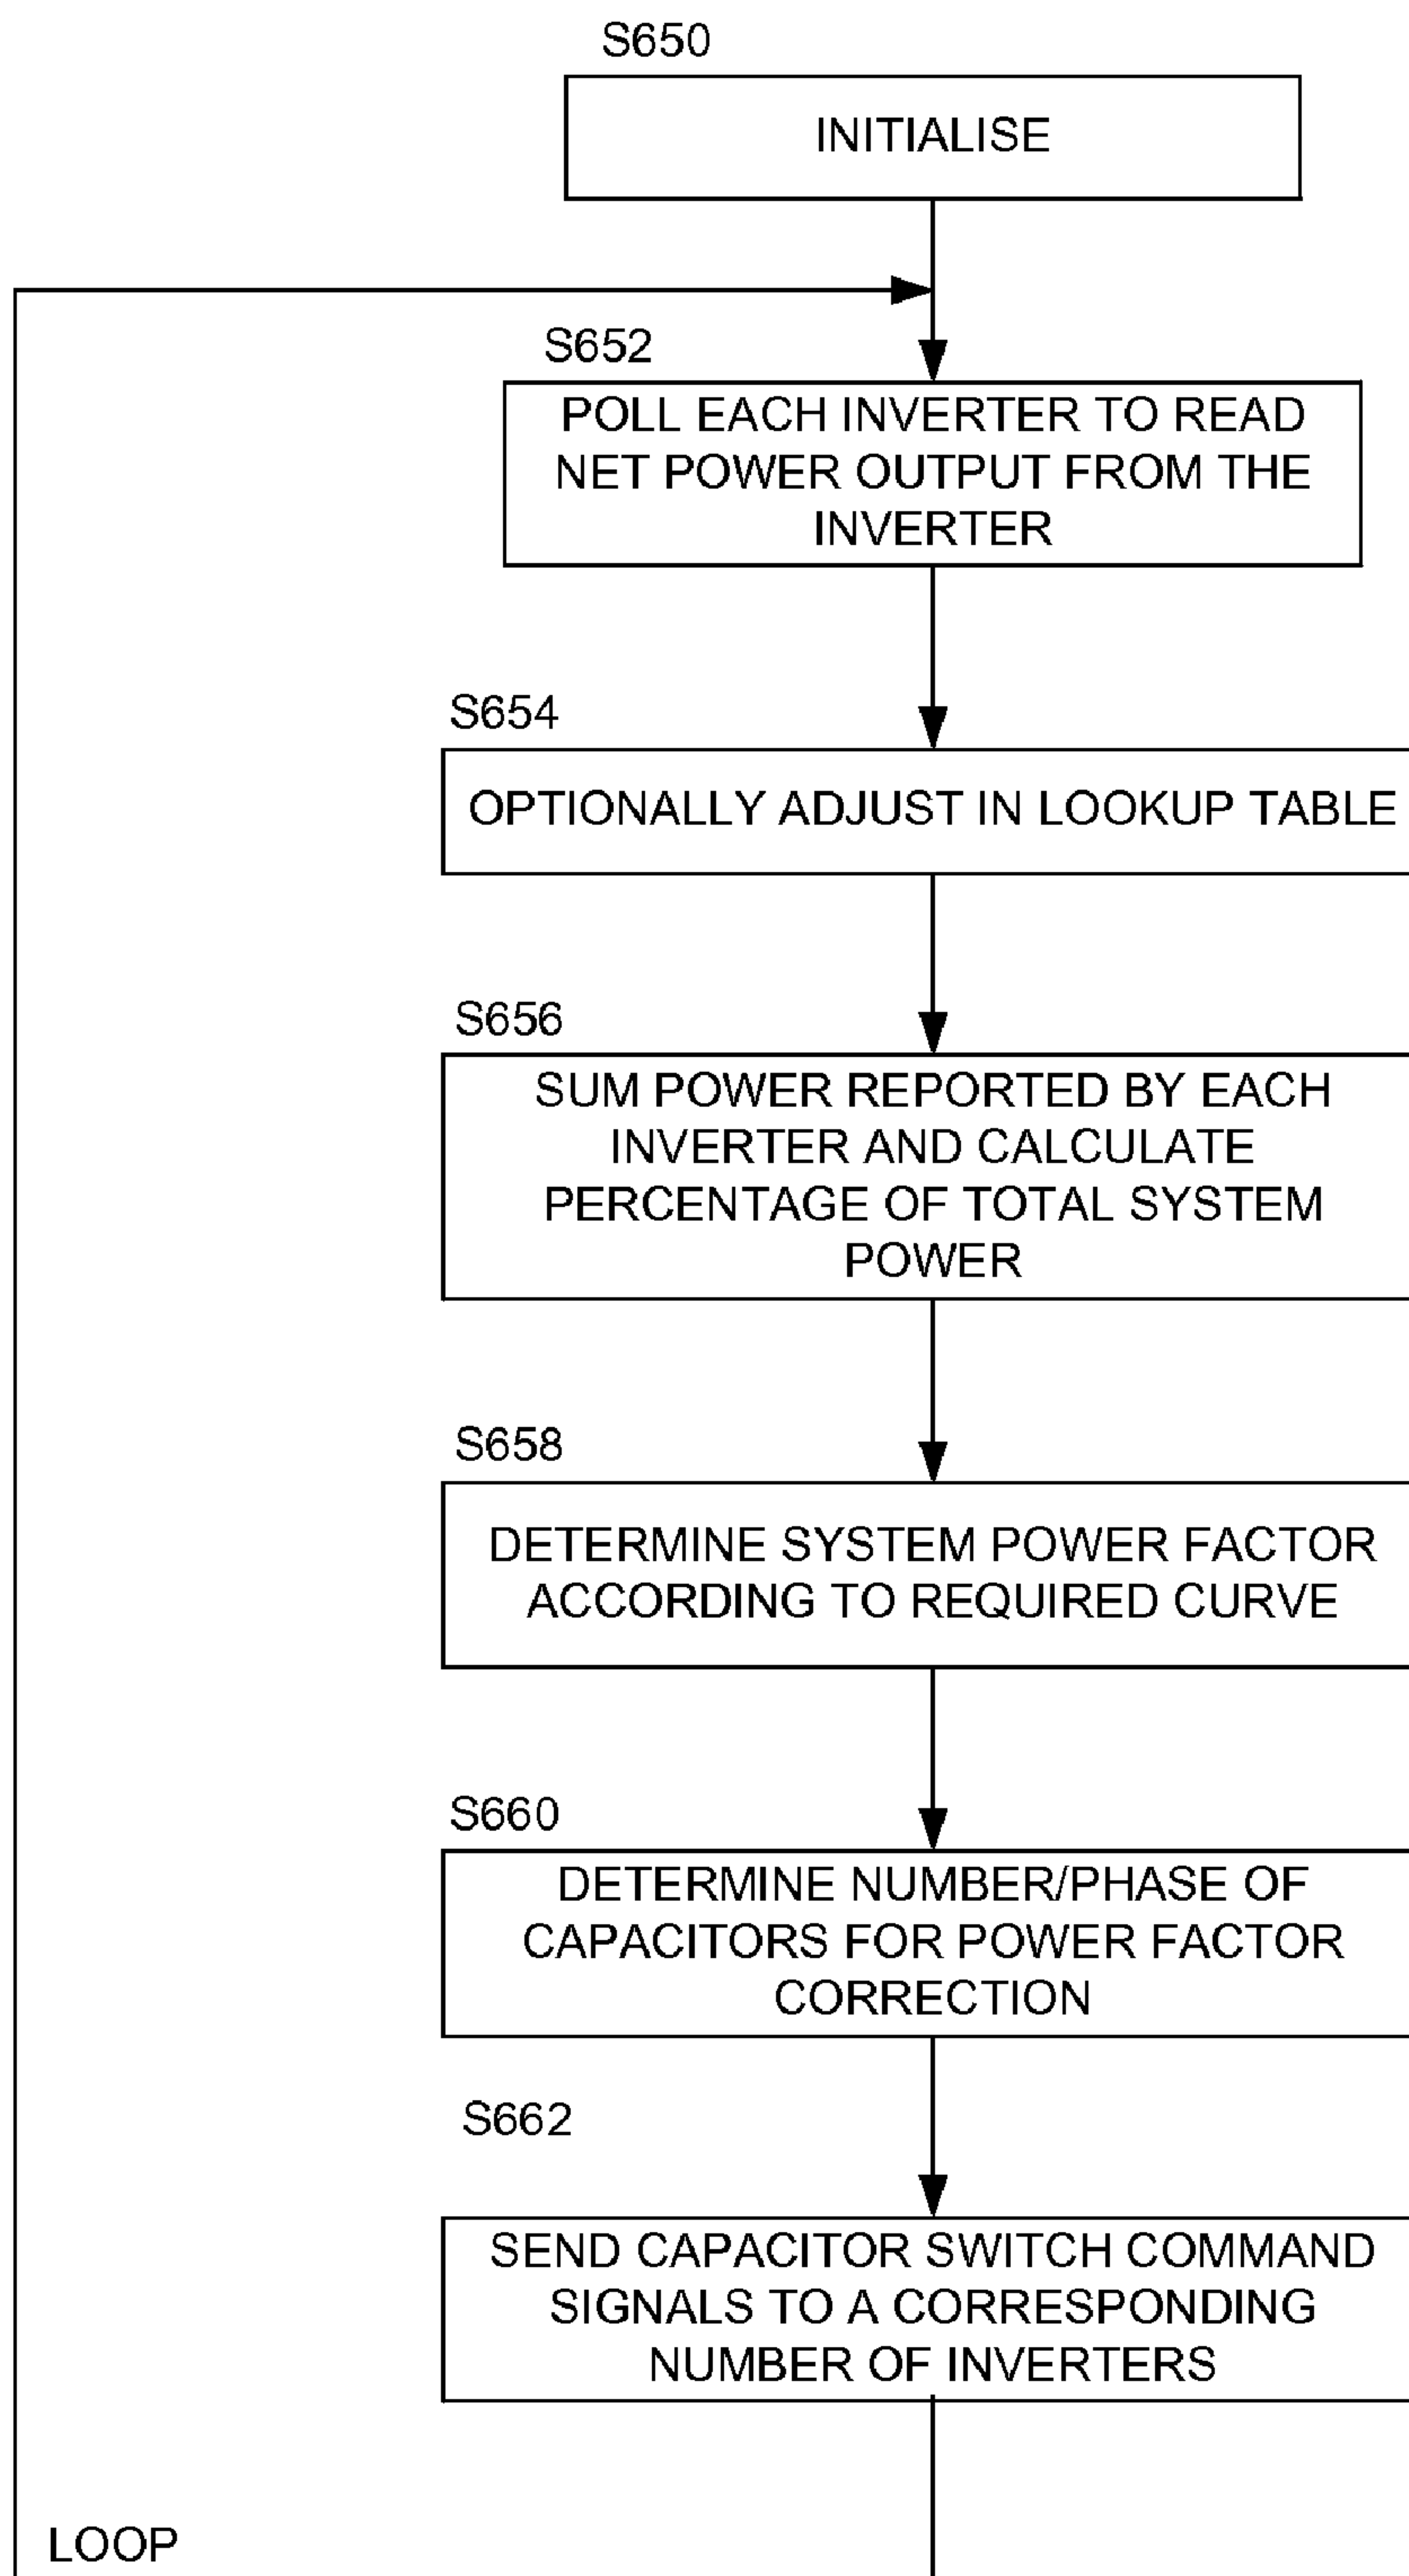 S650
INITIALISE
S652
POLL EACH INVERTER TO READ
NET POWER OUTPUT FROM THE
INVERTER
S654
OPTIONALLY ADJUST IN LOOKUP TABLE
S656
SUM POWER REPORTED BY EACH
INVERTER AND CALCULATE
PERCENTAGE OF TOTAL SYSTEM
POWER
S658
DETERMINE SYSTEM POWER FACTOR
ACCORDING TO REQUIRED CURVE
S660
DETERMINE NUMBER/PHASE OF
CAPACITORS FOR POWER FACTOR
CORRECTION
S662
SEND CAPACITOR SWITCH COMMAND
SIGNALS TO A CORRESPONDING
NUMBER OF INVERTERS
LOOP